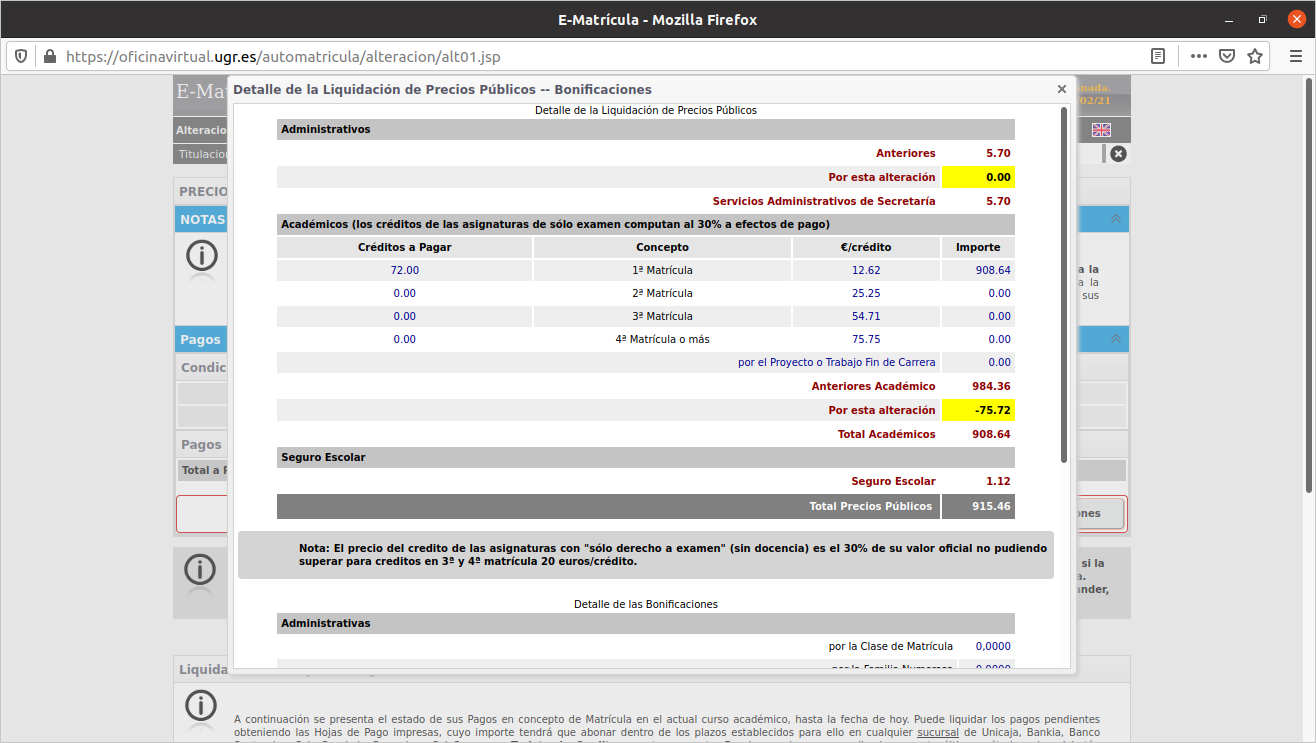 E-Matrícula - Mozilla Firefox
https://oficinavirtual.ugr.es/automatricula/alteracion/alt01.jsp
E-Ma
Detalle de la Liquidación de Precios Públicos -- Bonificaciones
02/21
Alteracio
Titulacion
PRECIO
NOTAS
Detalle de la Liquidación de Precios Públicos
Administrativos
Anteriores 5.70
Por esta alteración 0.00
Servicios Administrativos de Secretaría 5.70
Académicos (los créditos de las asignaturas de sólo examen computan al 30% a efectos de pago)
Créditos a Pagar Concepto €/crédito Importe
72.00 1ª Matrícula 12.62 908.64
0.00 2ª Matrícula 25.25 0.00
0.00 3ª Matrícula 54.71 0.00
0.00 4ª Matrícula o más 75.75 0.00
por el Proyecto o Trabajo Fin de Carrera 0.00
Anteriores Académico 984.36
Por esta alteración -75.72
Total Académicos 908.64
Seguro Escolar
Seguro Escolar 1.12
Total Precios Públicos 915.46
Nota: El precio del credito de las asignaturas con "sólo derecho a examen" (sin docencia) es el 30% de su valor oficial no pudiendo
superar para creditos en 3ª y 4ª matrícula 20 euros/crédito.
Detalle de las Bonificaciones
Administrativas
por la Clase de Matrícula 0,0000
por la Familia Numerosa 0,0000
a la
a la
sus
Pagos
Condic
Pagos
Total a P
nes
si la
a.
nder,
Liquida
A continuación se presenta el estado de sus Pagos en concepto de Matrícula en el actual curso académico, hasta la fecha de hoy. Puede liquidar los pagos pendientes
obteniendo las Hojas de Pago impresas, cuyo importe tendrá que abonar dentro de los plazos establecidos para ello en cualquier sucursal de Unicaja, Bankia, Banco